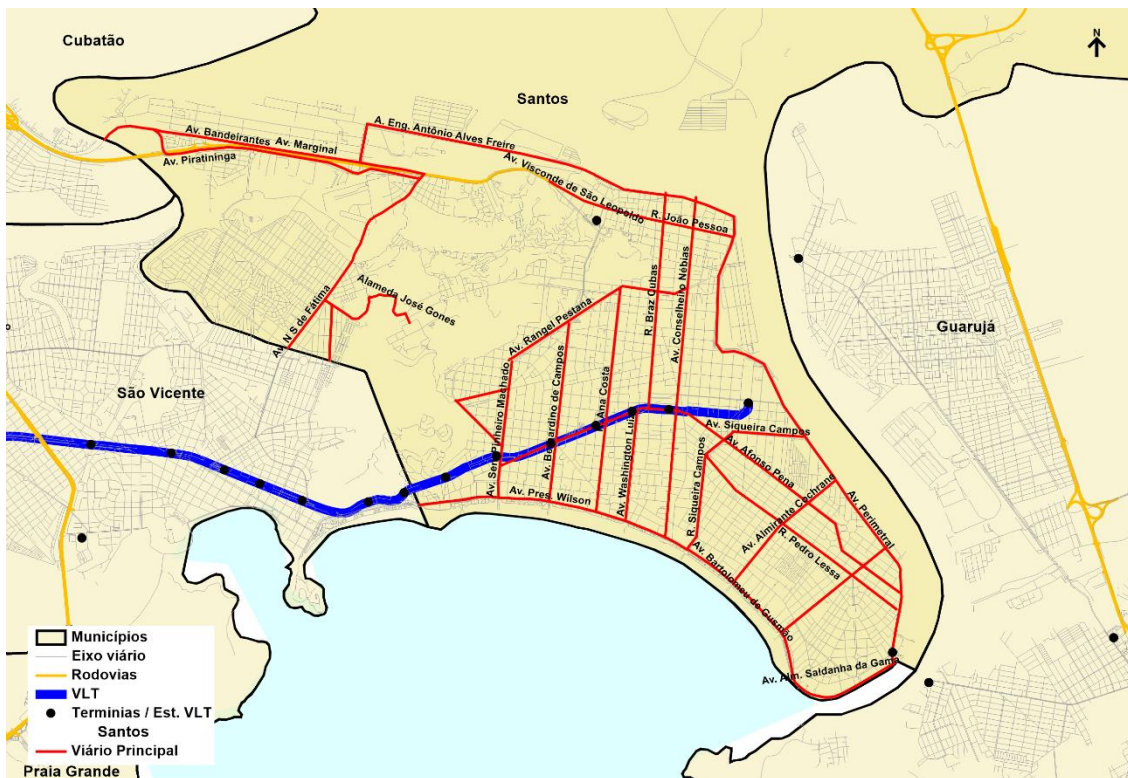 Cubatão
N
Santos
A. Eng. Antônio Alves Freire
Av. Bandeirantes
Av. Marginal
Av. Piratininga
Av. Visconde de São Leopoldo
R. João Pessoa
Alameda José Gones
Av. N S de Fátima
Av. Rangel Pestana
R. Braz Cubas
Av. Conselheiro Nébias
Guarujá
São Vicente
Av. Sen. Pinheiro Machado
Av. Bernardino de Campos
Ana Costa
Av. Washington Luiz
Av. Siqueira Campos
Av. Afonso Pena
R. Siqueira Campos
Av. Almirante Cochrane
Av. Perimetral
Av. Pres. Wilson
R. Pedro Lessa
Av. Bartolomeu de Gusmão
Av. Alm. Saldanha da Gama
Municípios
Eixo viário
Rodovias
VLT
Terminias / Est. VLT
Santos
Viário Principal
Praia Grande